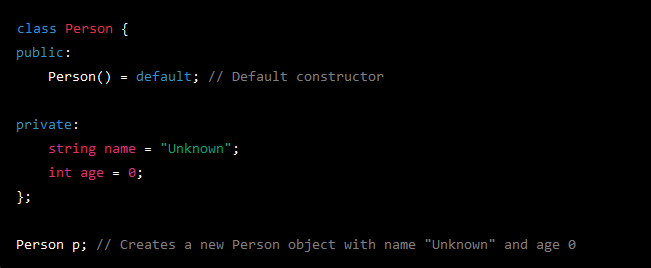 class Person {
public:
    Person() = default; // Default constructor

private:
    string name = "Unknown";
    int age = 0;
};

Person p; // Creates a new Person object with name "Unknown" and age 0